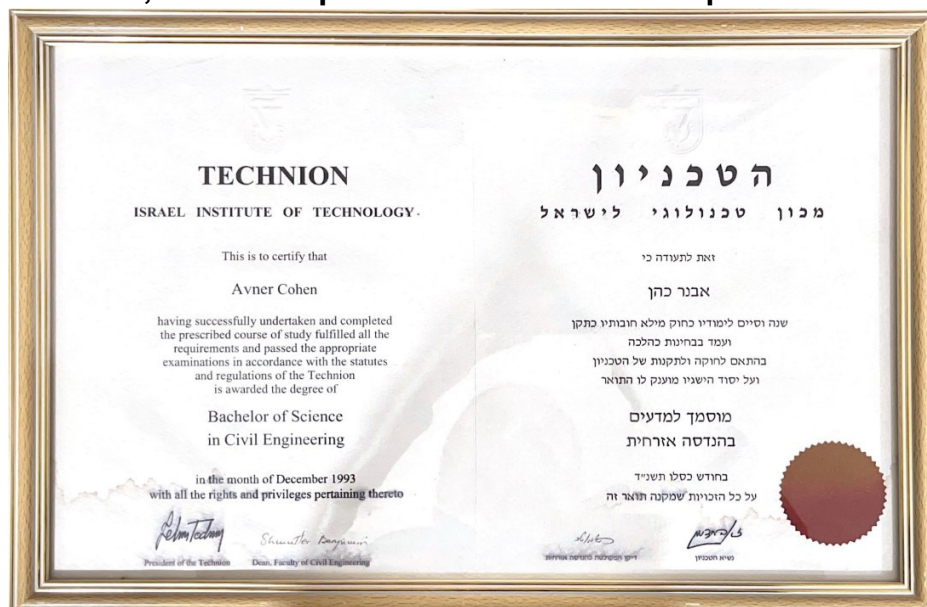 TECHNION
ISRAEL INSTITUTE OF TECHNOLOGY
This is to certify that
Avner Cohen
having successfully undertaken and completed
the prescribed course of study fulfilled all the
requirements and passed the appropriate
examinations in accordance with the statutes
and regulations of the Technion
is awarded the degree of
Bachelor of Science
in Civil Engineering
in the month of December 1993
with all the rights and privileges pertaining thereto
President of the Technion
Dean, Faculty of Civil Engineering
הטכניון
מכון טכנולוגי לישראל
זאת לתעודה כי
אבנר כהן
שנה וסיים לימודיו כחוק מילא חובותיו כתקן
ועמד בבחינות כהלכה
בהתאם לחוקה ולתקנות של הטכניון
ועל יסוד הישגיו מוענק לו התואר
מוסמך למדעים
בהנדסה אזרחית
בחודש כסלו תשנ״ד
על כל הזכויות שמקנה תואר זה
דיקן הפקולטה להנדסה אזרחית
נשיא הטכניון